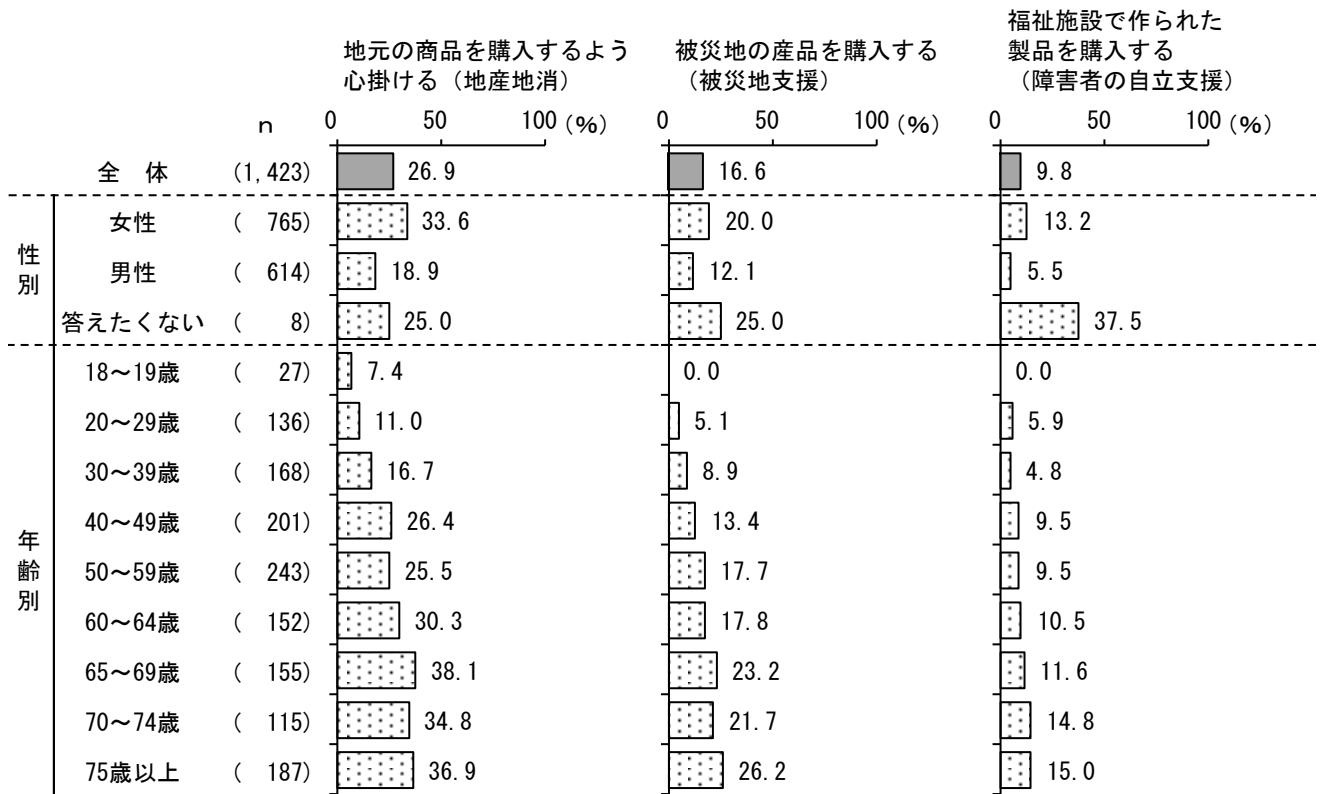 地元の商品を購入するよう
心掛ける（地産地消）
被災地の産品を購入する
（被災地支援）
福祉施設で作られた
製品を購入する
（障害者の自立支援）
n 0 50 100（%） 0 50 100（%） 0 50 100（%）
全 体 (1,423) 26.9 16.6 9.8
性別
女性 ( 765) 33.6 20.0 13.2
男性 ( 614) 18.9 12.1 5.5
答えたくない ( 8) 25.0 25.0 37.5
年齢別
18～19歳 ( 27) 7.4 0.0 0.0
20～29歳 ( 136) 11.0 5.1 5.9
30～39歳 ( 168) 16.7 8.9 4.8
40～49歳 ( 201) 26.4 13.4 9.5
50～59歳 ( 243) 25.5 17.7 9.5
60～64歳 ( 152) 30.3 17.8 10.5
65～69歳 ( 155) 38.1 23.2 11.6
70～74歳 ( 115) 34.8 21.7 14.8
75歳以上 ( 187) 36.9 26.2 15.0